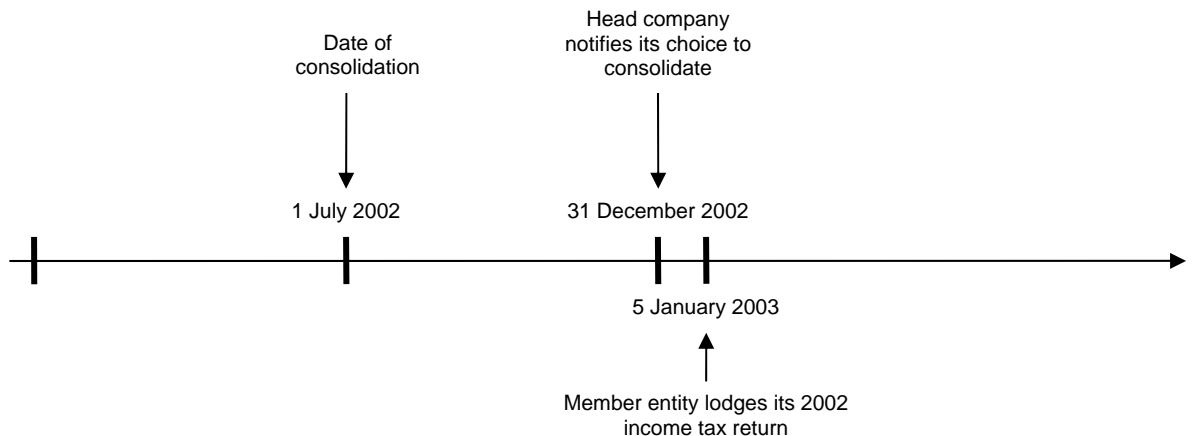 Date of
consolidation
Head company
notifies its choice to
consolidate
1 July 2002
31 December 2002
5 January 2003
Member entity lodges its 2002
income tax return